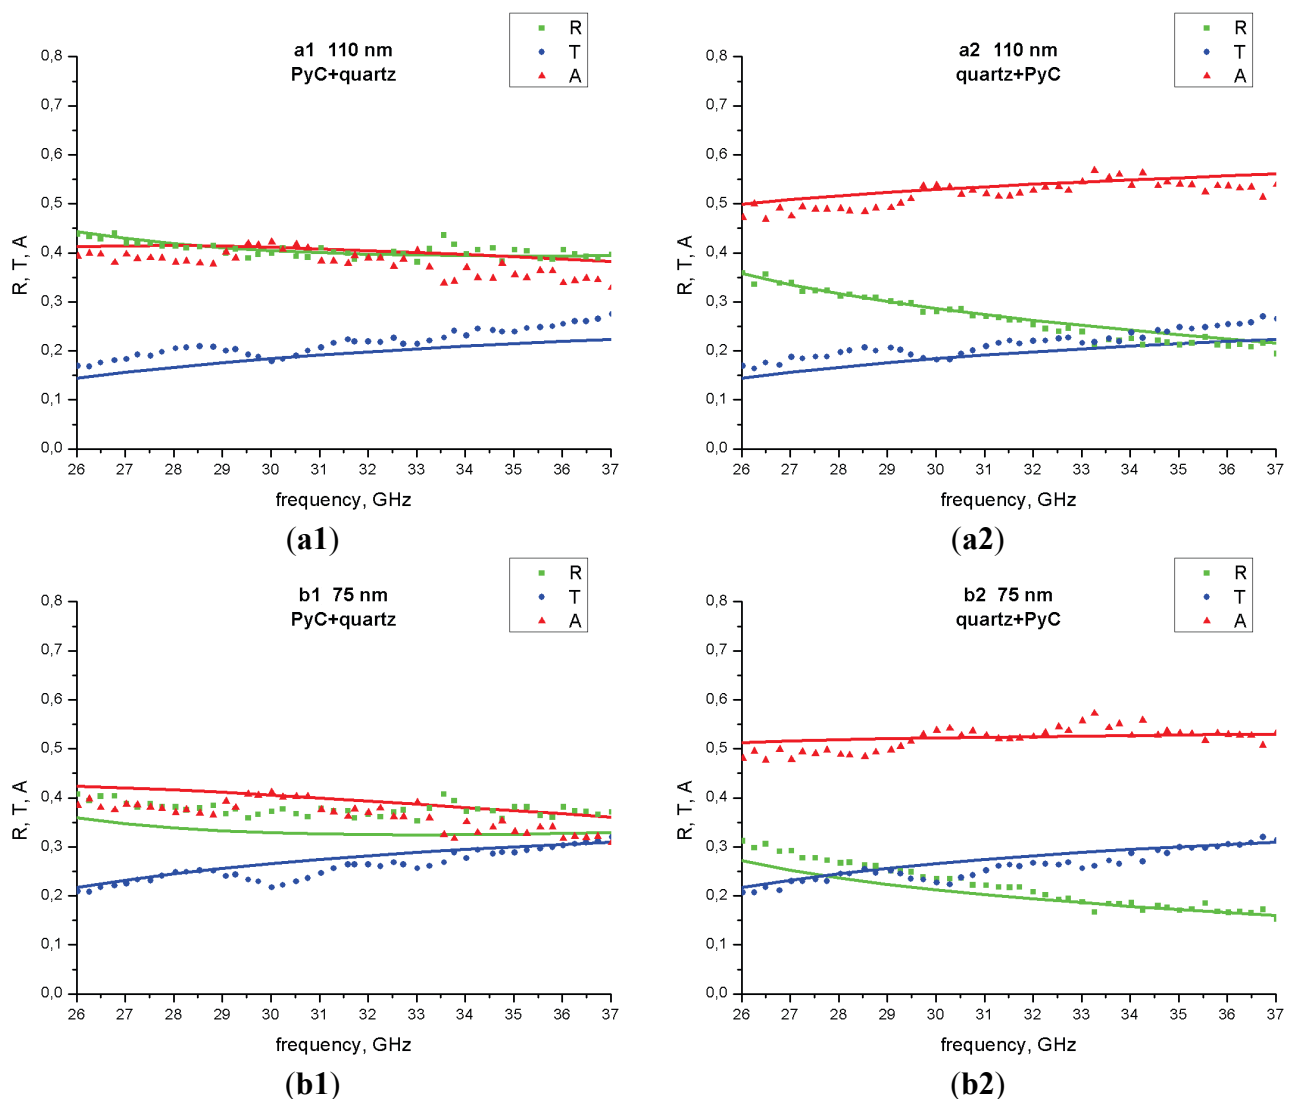 a1 110 nm
PyC+quartz
R
T
A
0,8
0,7
0,6
0,5
0,4
0,3
0,2
0,1
0,0
R, T, A
26 27 28 29 30 31 32 33 34 35 36 37
frequency, GHz
(a1)
a2 110 nm
quartz+PyC
R
T
A
0,8
0,7
0,6
0,5
0,4
0,3
0,2
0,1
0,0
R, T, A
26 27 28 29 30 31 32 33 34 35 36 37
frequency, GHz
(a2)
b1 75 nm
PyC+quartz
R
T
A
0,8
0,7
0,6
0,5
0,4
0,3
0,2
0,1
0,0
R, T, A
26 27 28 29 30 31 32 33 34 35 36 37
frequency, GHz
(b1)
b2 75 nm
quartz+PyC
R
T
A
0,8
0,7
0,6
0,5
0,4
0,3
0,2
0,1
0,0
R, T, A
26 27 28 29 30 31 32 33 34 35 36 37
frequency, GHz
(b2)